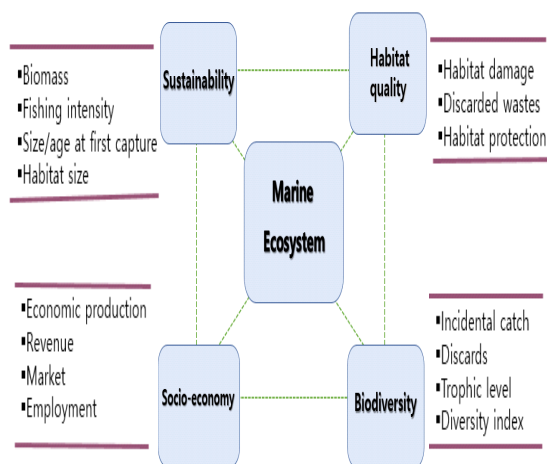 Sustainability
▪Biomass
▪Fishing intensity
▪Size/age at first capture
▪Habitat size
Habitat
quality
▪Habitat damage
▪Discarded wastes
▪Habitat protection
Marine
Ecosystem
Socio-economy
▪Economic production
▪Revenue
▪Market
▪Employment
Biodiversity
▪Incidental catch
▪Discards
▪Trophic level
▪Diversity index